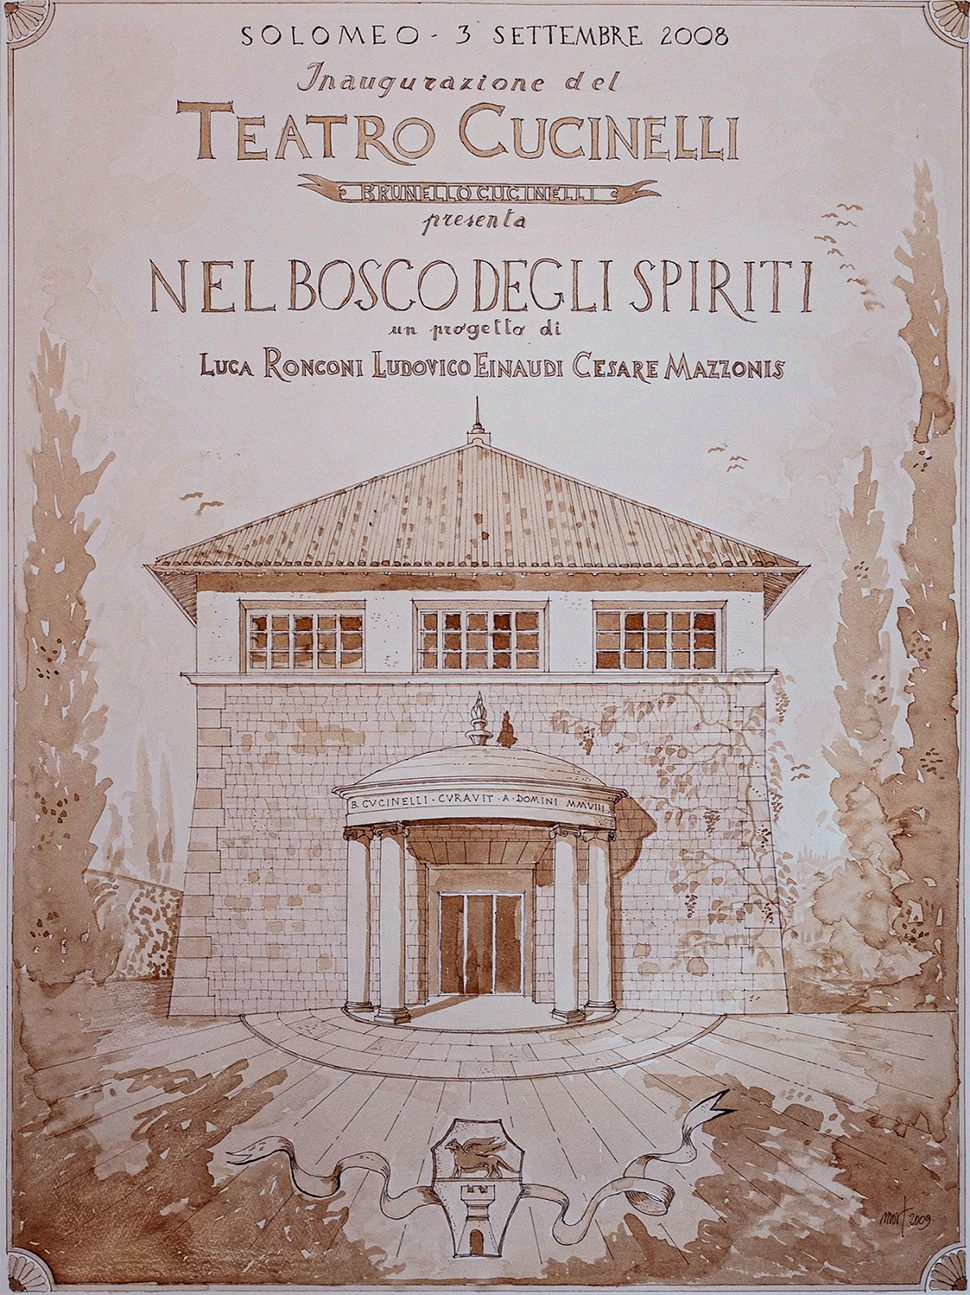 SOLOMEO - 3 SETTEMBRE 2008
Inaugurazione del
TEATRO CUCINELLI
BRUNELLO CUCINELLI
presenta
NEL BOSCO DEGLI SPIRITI
un progetto di
LUCA RONCONI LUDOVICO EINAUDI CESARE MAZZONIS
B. CVCINELLI · CVRAVIT · A · DOMINI MMVIII
2009